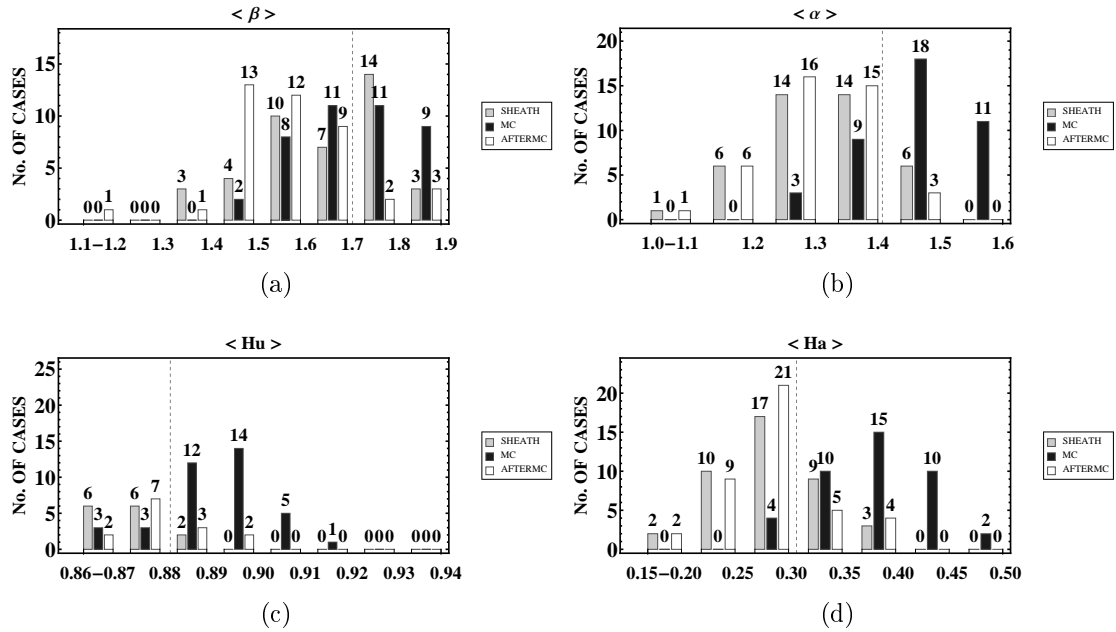 < β >
No. OF CASES
15
10
5
0
0 0 1
0 0 0
3 0 1
4 2 13
10 8 12
7 11 9
14 11 2
3 9 3
1.1−1.2 1.3 1.4 1.5 1.6 1.7 1.8 1.9
SHEATH
MC
AFTERMC
(a)
< α >
No. OF CASES
20
15
10
5
0
1 0 1
6 0 6
14 3 16
14 9 15
6 18 3
0 11 0
1.0−1.1 1.2 1.3 1.4 1.5 1.6
SHEATH
MC
AFTERMC
(b)
< Hu >
No. OF CASES
25
20
15
10
5
0
6 3 2
6 3 7
2 12 3
0 14 2
0 5 0
0 1 0
0 0 0
0 0 0
0.86−0.87 0.88 0.89 0.90 0.91 0.92 0.93 0.94
SHEATH
MC
AFTERMC
(c)
< Ha >
No. OF CASES
20
15
10
5
0
2 0 2
10 0 9
17 4 21
9 10 5
3 15 4
0 10 0
0 2 0
0.15−0.20 0.25 0.30 0.35 0.40 0.45 0.50
SHEATH
MC
AFTERMC
(d)